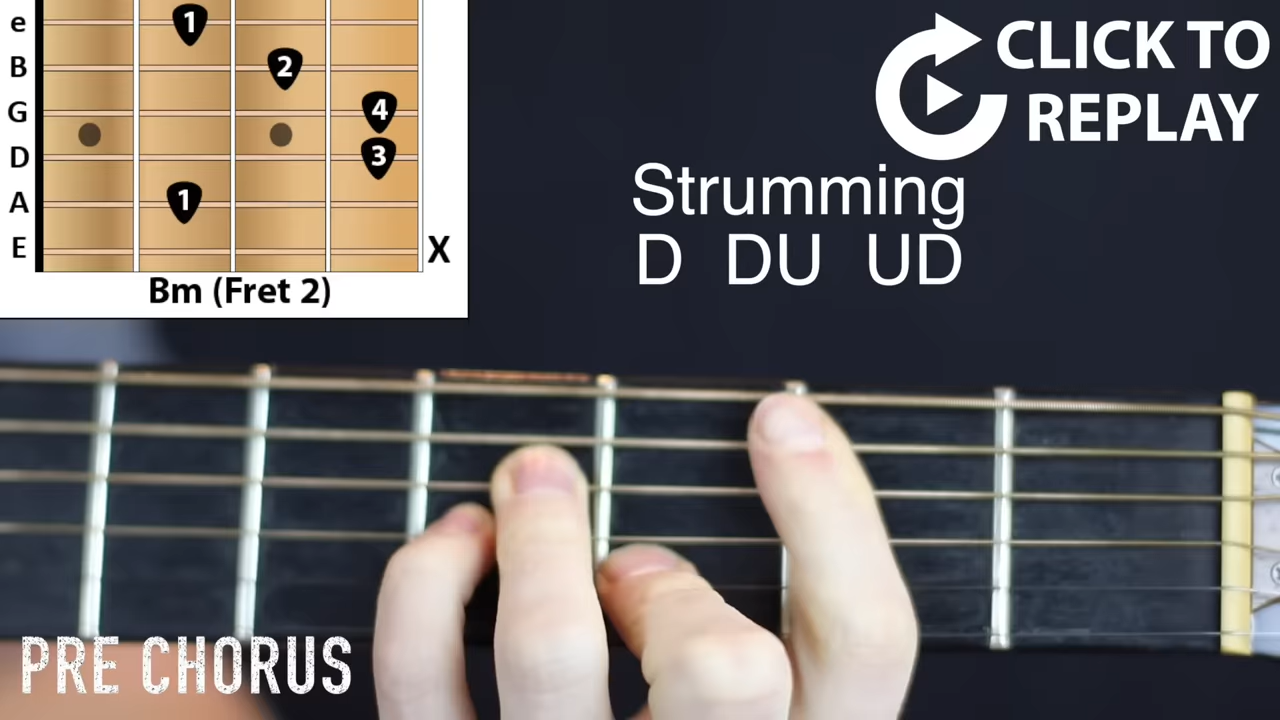 e
1
B
2
G
4
D
3
A
1
E
X
Bm (Fret 2)
CLICK TO
REPLAY
Strumming
D DU UD
PRE CHORUS